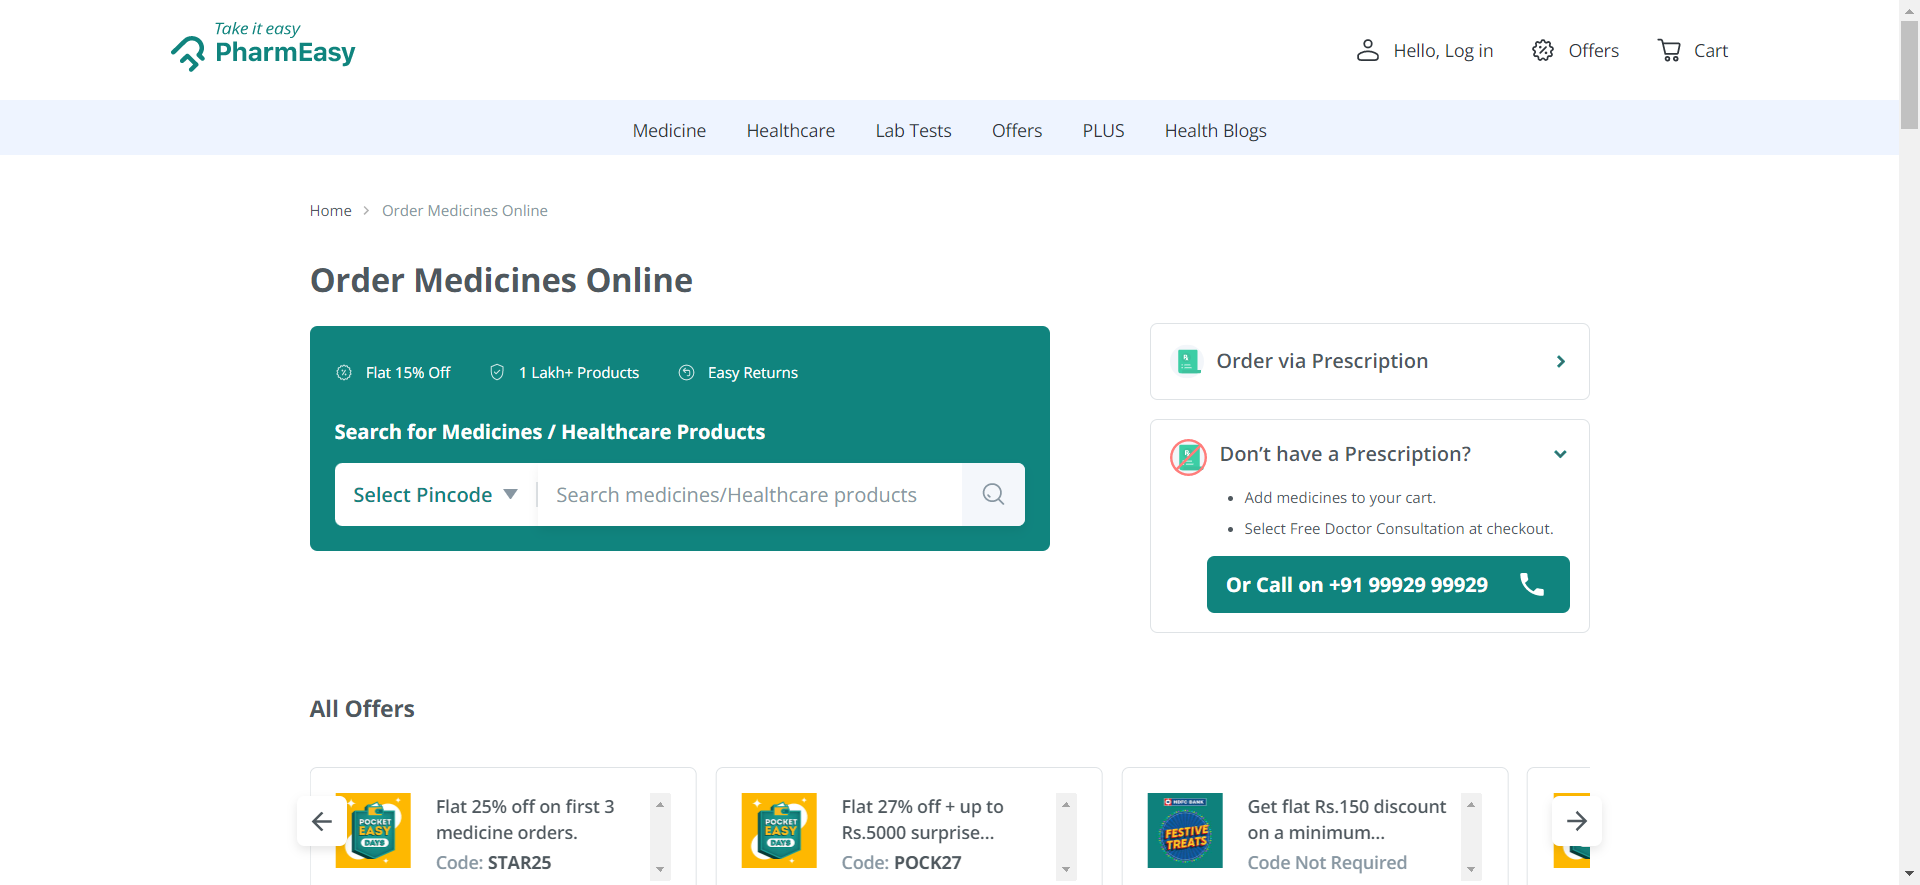 Take it easy
PharmEasy
Hello, Log in
Offers
Cart
Medicine
Healthcare
Lab Tests
Offers
PLUS
Health Blogs
Home
Order Medicines Online
Order Medicines Online
Flat 15% Off
1 Lakh+ Products
Easy Returns
Search for Medicines / Healthcare Products
Select Pincode
Search medicines/Healthcare products
Order via Prescription
Don’t have a Prescription?
Add medicines to your cart.
Select Free Doctor Consultation at checkout.
Or Call on +91 99929 99929
All Offers
POCKET
EASY
DAYS
Flat 25% off on first 3
medicine orders.
Code: STAR25
POCKET
EASY
DAYS
Flat 27% off + up to
Rs.5000 surprise...
Code: POCK27
HDFC BANK
FESTIVE
TREATS
Get flat Rs.150 discount
on a minimum...
Code Not Required